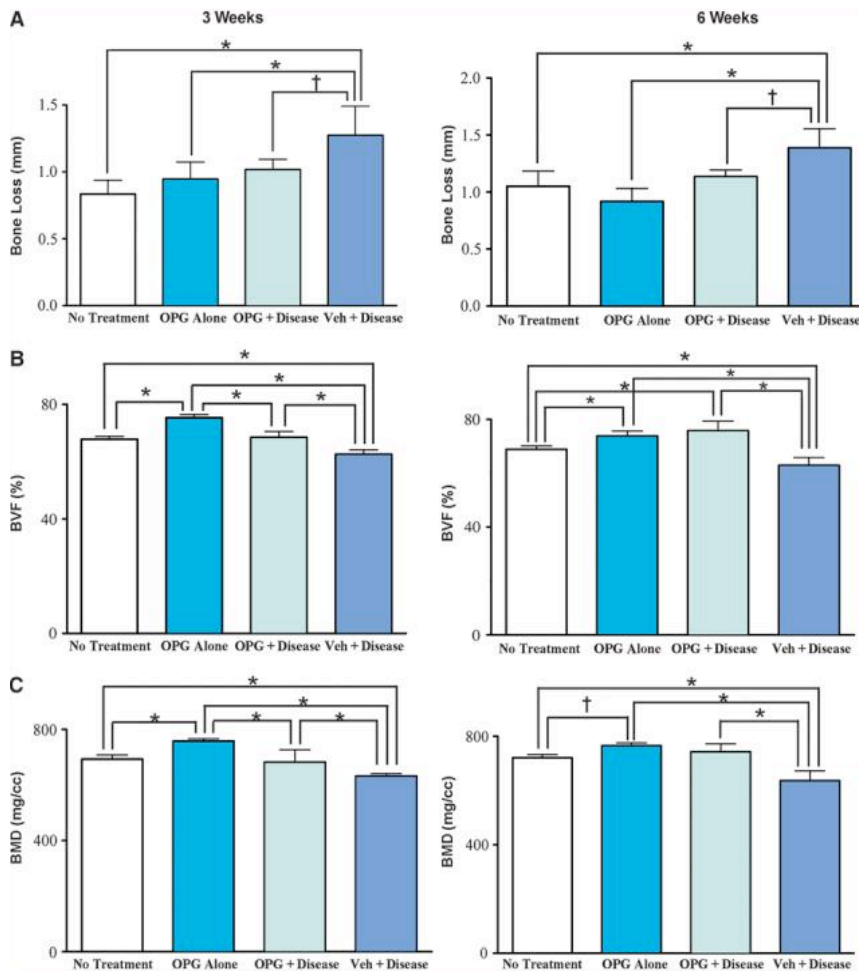 A
3 Weeks
6 Weeks
*
*
†
Bone Loss (mm)
1.5
1.0
0.5
0.0
No Treatment
OPG Alone
OPG + Disease
Veh + Disease
*
*
†
Bone Loss (mm)
2.0
1.5
1.0
0.5
0.0
No Treatment
OPG Alone
OPG + Disease
Veh + Disease
B
*
*
*
*
*
BVF (%)
80
40
0
No Treatment
OPG Alone
OPG + Disease
Veh + Disease
*
*
*
*
*
BVF (%)
80
40
0
No Treatment
OPG Alone
OPG + Disease
Veh + Disease
C
*
*
*
*
*
BMD (mg/cc)
800
400
0
No Treatment
OPG Alone
OPG + Disease
Veh + Disease
*
†
*
*
BMD (mg/cc)
800
400
0
No Treatment
OPG Alone
OPG + Disease
Veh + Disease